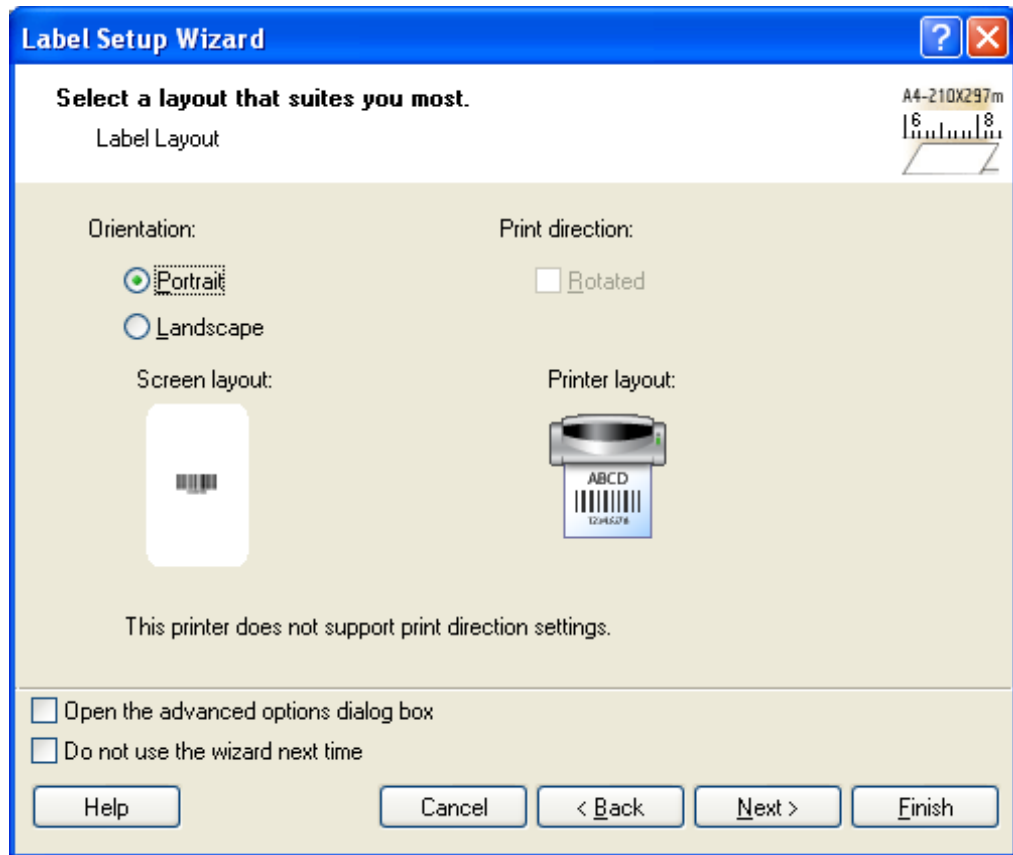 Label Setup Wizard
Select a layout that suites you most.
Label Layout
A4-210X297m
6 8
Orientation:
Print direction:
Portrait
Rotated
Landscape
Screen layout:
Printer layout:
ABCD
12345678
This printer does not support print direction settings.
Open the advanced options dialog box
Do not use the wizard next time
Help
Cancel
< Back
Next >
Finish